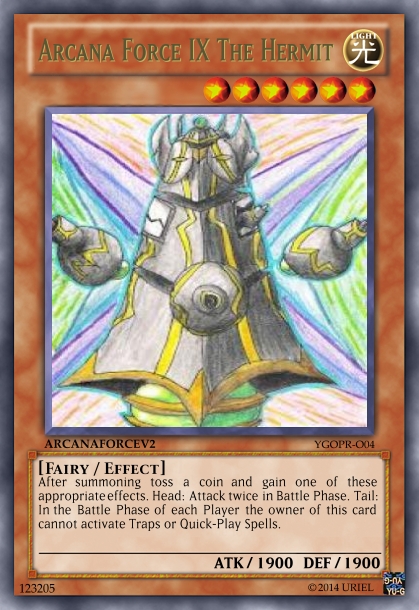 Arcana Force IX The Hermit
LIGHT
光
ARCANAFORCEV2
YGOPR-O04
[Fairy / Effect]
After summoning toss a coin and gain one of these
appropriate effects. Head: Attack twice in Battle Phase. Tail:
In the Battle Phase of each Player the owner of this card
cannot activate Traps or Quick-Play Spells.
ATK / 1900 DEF / 1900
123205
©2014 URIEL